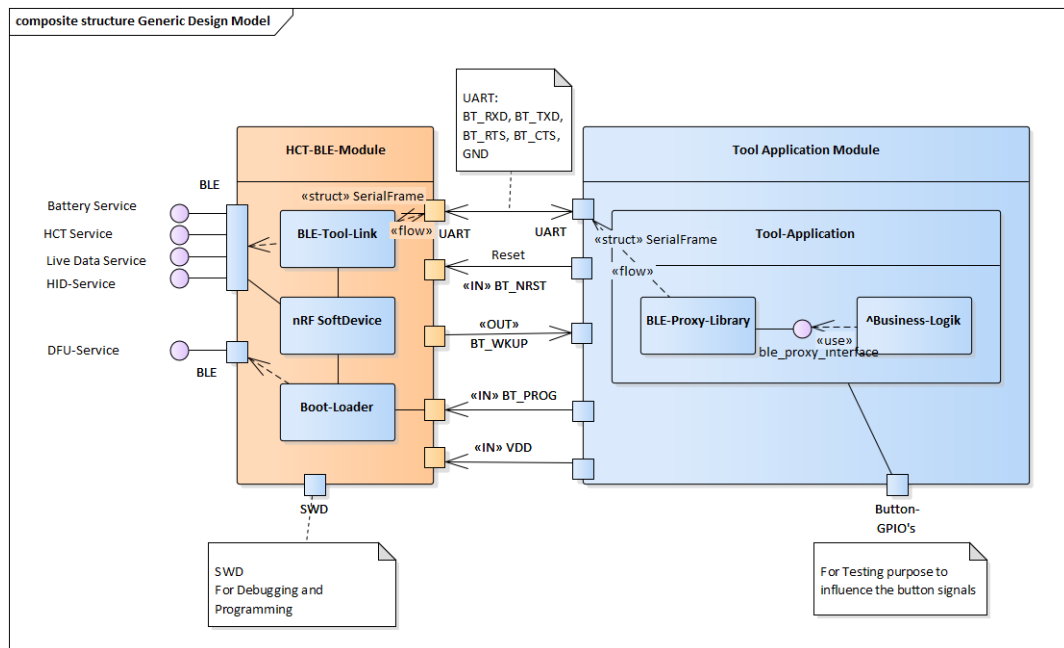 composite structure Generic Design Model
UART:
BT_RXD, BT_TXD,
BT_RTS, BT_CTS,
GND
HCT-BLE-Module
Tool Application Module
BLE
«struct» SerialFrame
Battery Service
HCT Service
Live Data Service
HID-Service
BLE-Tool-Link
«flow»
UART
UART
«struct» SerialFrame
Tool-Application
Reset
«flow»
«IN» BT_NRST
nRF SoftDevice
«OUT»
BT_WKUP
BLE-Proxy-Library
^Business-Logik
«use»
ble_proxy_interface
DFU-Service
BLE
Boot-Loader
«IN» BT_PROG
«IN» VDD
SWD
Button-
GPIO's
SWD
For Debugging and
Programming
For Testing purpose to
influence the button signals